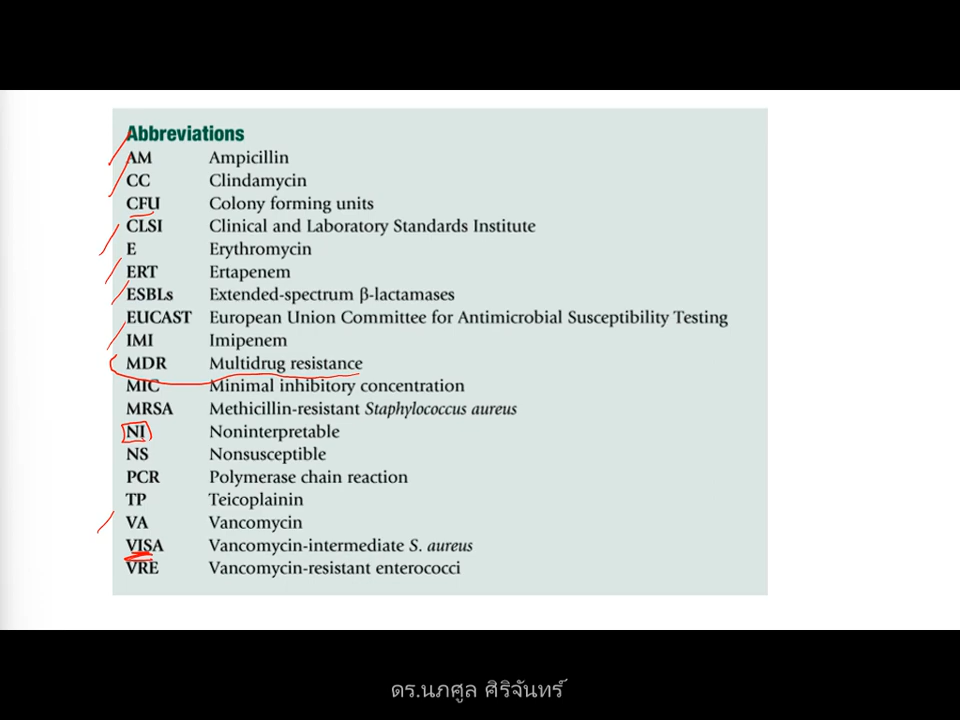 Abbreviations
AM Ampicillin
CC Clindamycin
CFU Colony forming units
CLSI Clinical and Laboratory Standards Institute
E Erythromycin
ERT Ertapenem
ESBLs Extended-spectrum β-lactamases
EUCAST European Union Committee for Antimicrobial Susceptibility Testing
IMI Imipenem
MDR Multidrug resistance
MIC Minimal inhibitory concentration
MRSA Methicillin-resistant Staphylococcus aureus
NI Noninterpretable
NS Nonsusceptible
PCR Polymerase chain reaction
TP Teicoplainin
VA Vancomycin
VISA Vancomycin-intermediate S. aureus
VRE Vancomycin-resistant enterococci
ดร.นภศูล ศิริจันทร์